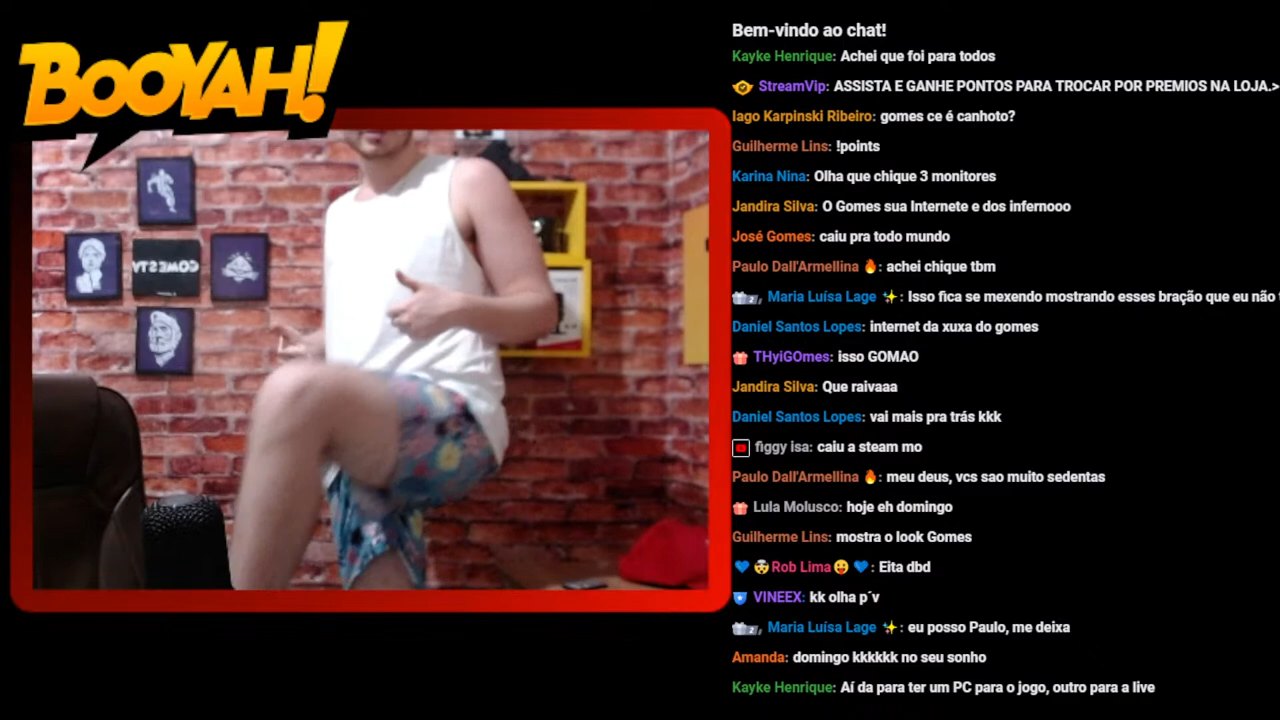 BOOYAH!
GOMESTY
Bem-vindo ao chat!
Kayke Henrique: Achei que foi para todos
StreamVip: ASSISTA E GANHE PONTOS PARA TROCAR POR PREMIOS NA LOJA.>
Iago Karpinski Ribeiro: gomes ce é canhoto?
Guilherme Lins: !points
Karina Nina: Olha que chique 3 monitores
Jandira Silva: O Gomes sua Internete e dos infernooo
José Gomes: caiu pra todo mundo
Paulo Dall'Armellina 🔥: achei chique tbm
2 Maria Luísa Lage ✨: Isso fica se mexendo mostrando esses bração que eu não
Daniel Santos Lopes: internet da xuxa do gomes
THyiGOmes: isso GOMAO
Jandira Silva: Que raivaaa
Daniel Santos Lopes: vai mais pra trás kkk
figgy isa: caiu a steam mo
Paulo Dall'Armellina 🔥: meu deus, vcs sao muito sedentas
Lula Molusco: hoje eh domingo
Guilherme Lins: mostra o look Gomes
💙 🤯Rob Lima😜 💙: Eita dbd
VINEEX: kk olha p´v
2 Maria Luísa Lage ✨: eu posso Paulo, me deixa
Amanda: domingo kkkkkk no seu sonho
Kayke Henrique: Aí da para ter um PC para o jogo, outro para a live